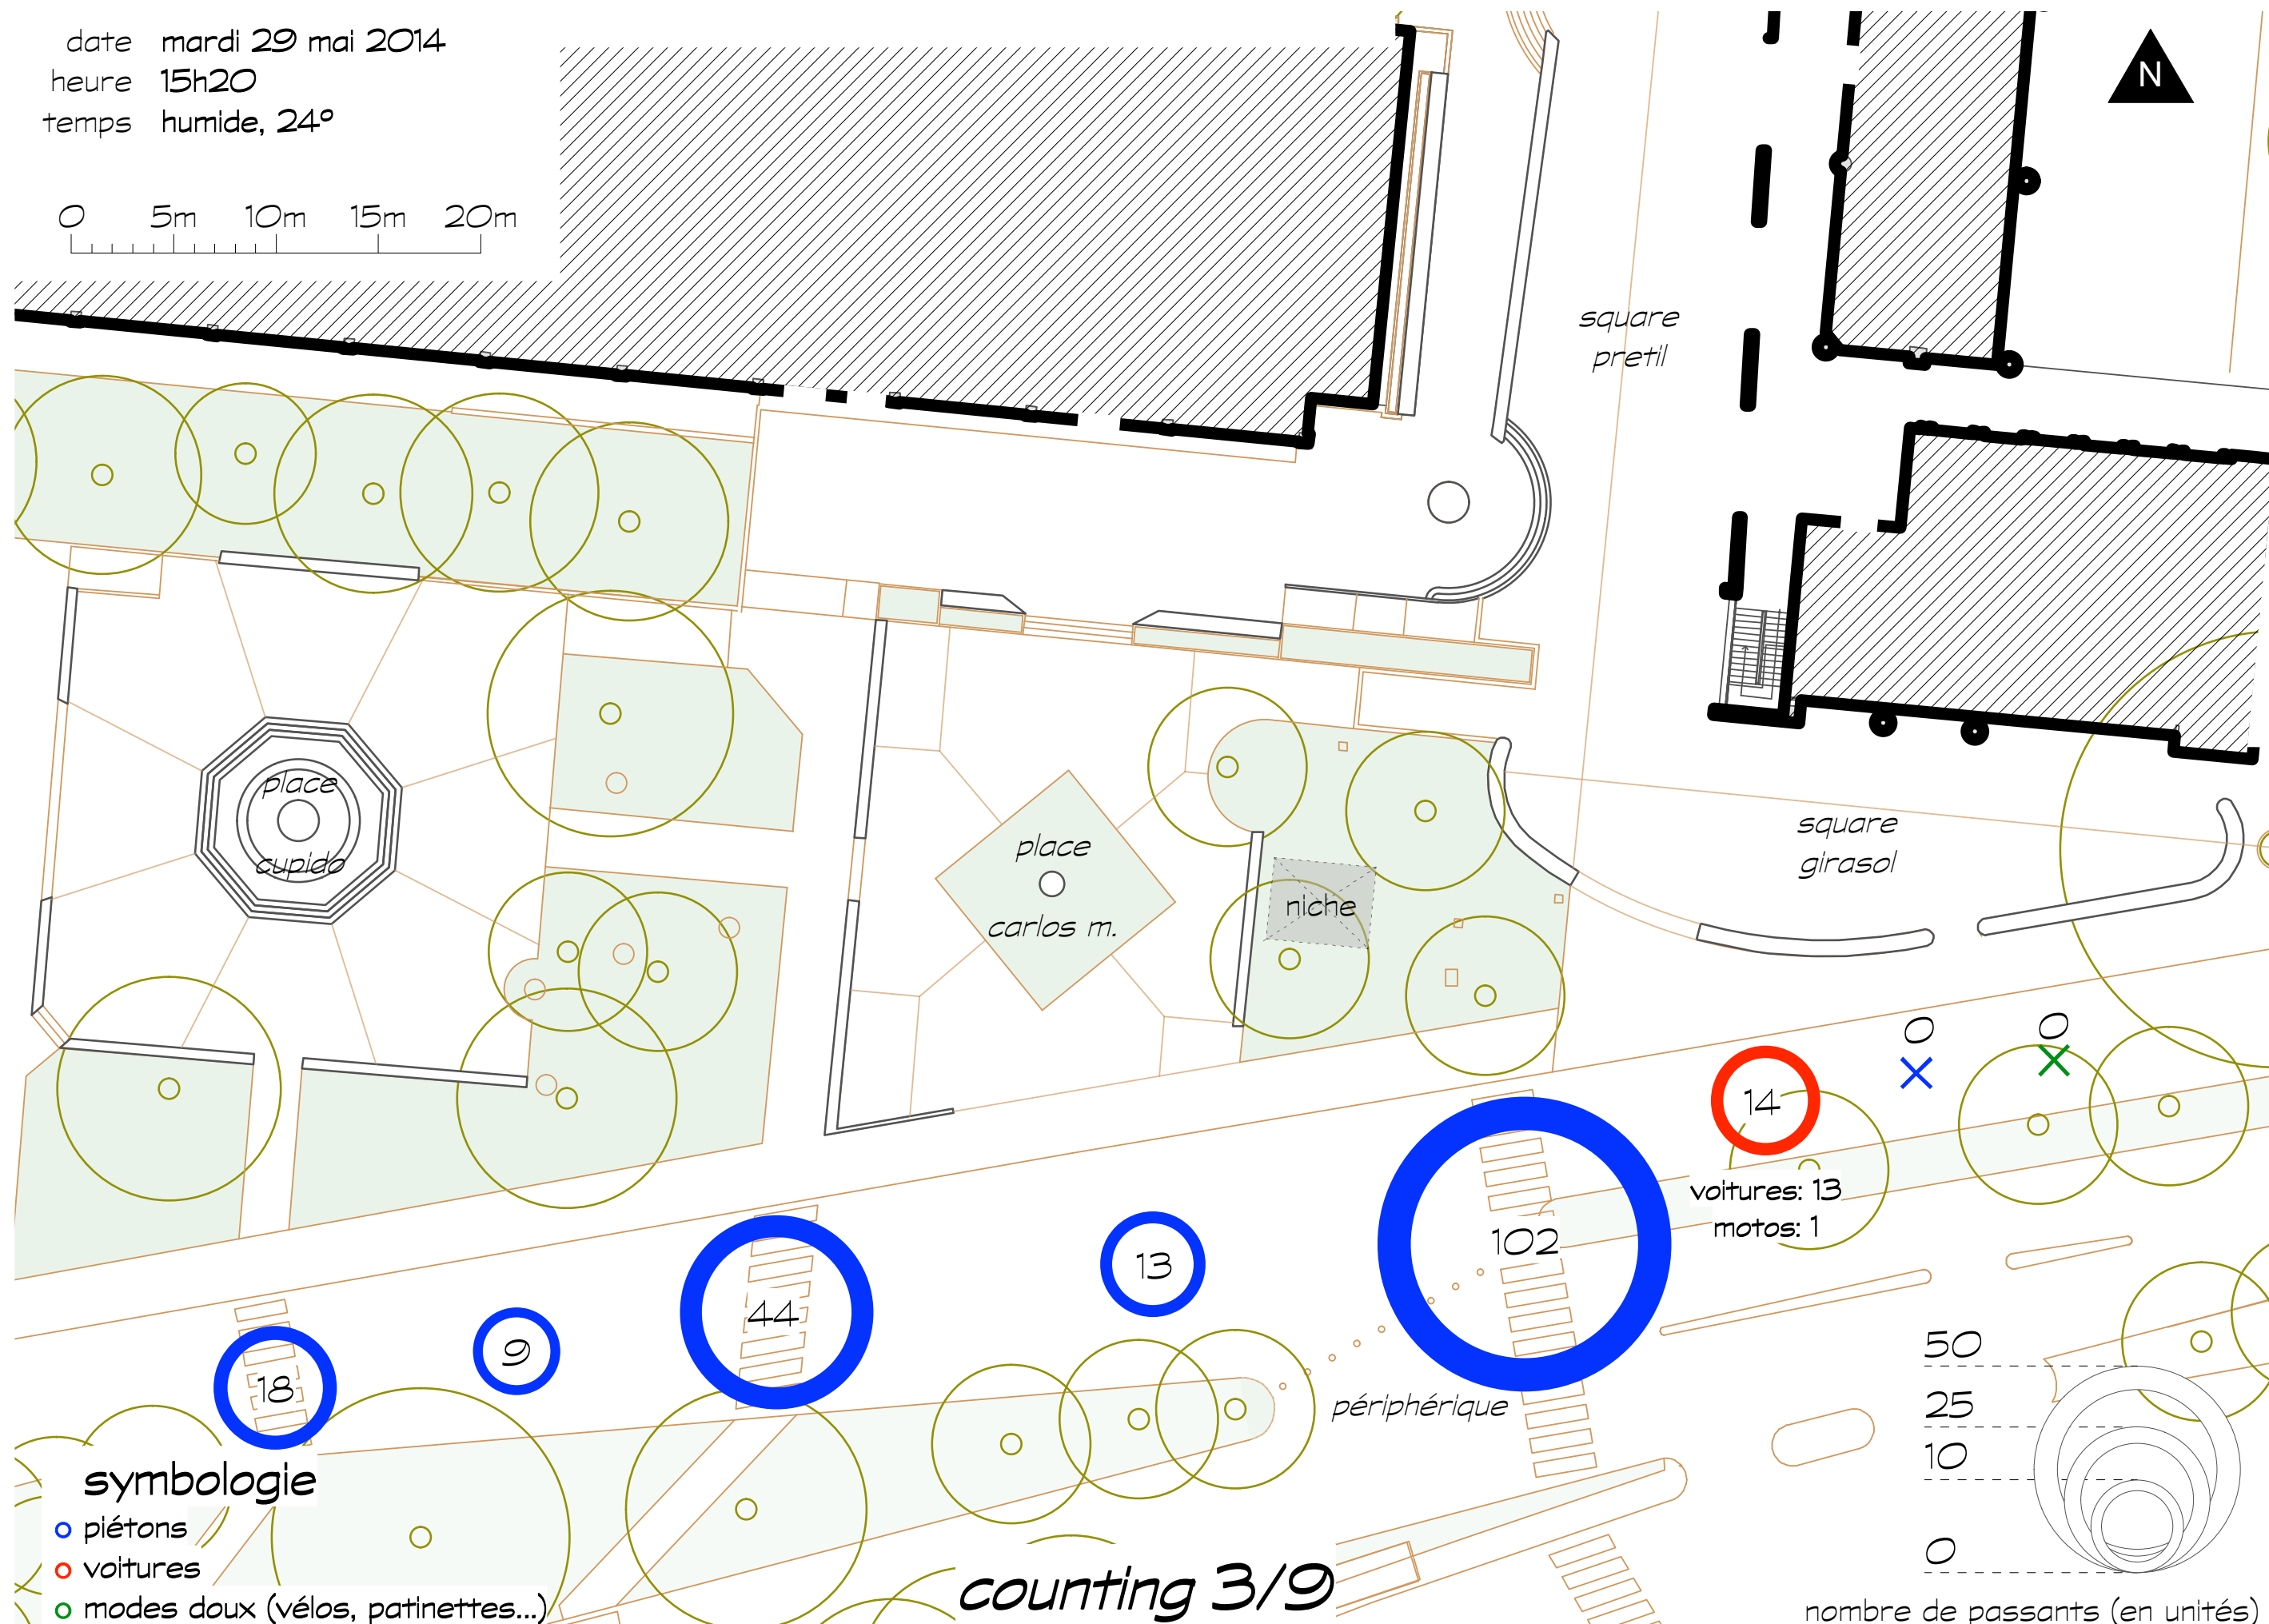 date mardi 29 mai 2014
heure 15h20
temps humide, 24°
0 5m 10m 15m 20m
N
square
pretil
place
cupido
place
carlos m.
niche
square
girasol
0
0
14
voitures: 13
motos: 1
102
13
44
9
18
périphérique
symbologie
piétons
voitures
modes doux (vélos, patinettes...)
counting 3/9
50
25
10
0
nombre de passants (en unités)